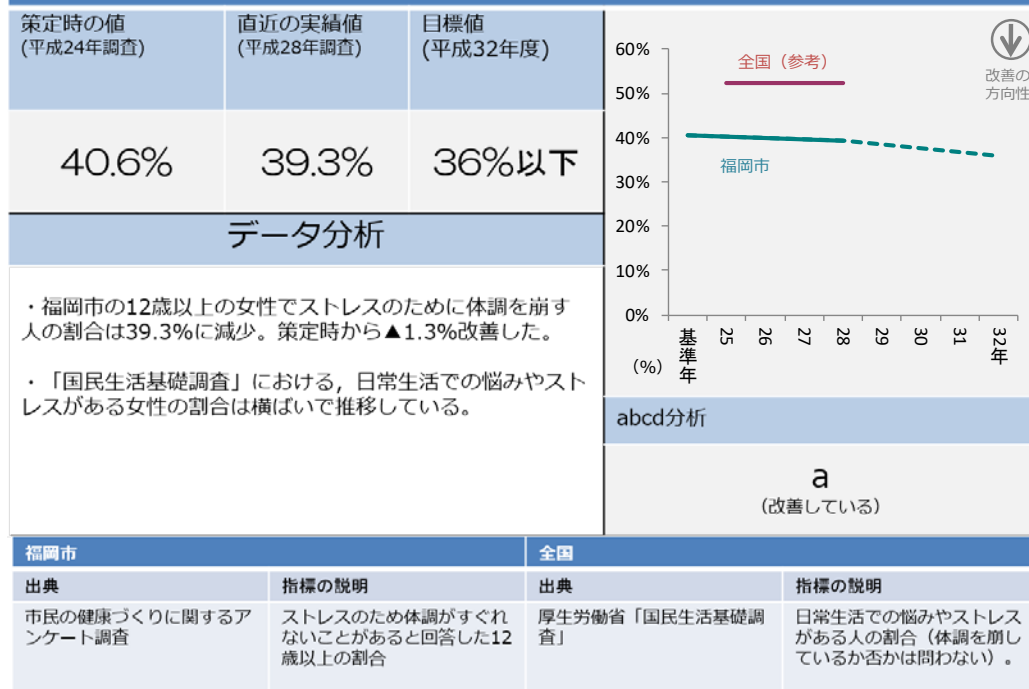 策定時の値
(平成24年調査)
直近の実績値
(平成28年調査)
目標値
(平成32年度)
40.6%
39.3%
36%以下
データ分析
・福岡市の12歳以上の女性でストレスのために体調を崩す
人の割合は39.3%に減少。策定時から▲1.3%改善した。
・「国民生活基礎調査」における，日常生活での悩みやスト
レスがある女性の割合は横ばいで推移している。
改善の
方向性
60%
50%
40%
30%
20%
10%
0%
全国（参考）
福岡市
(%)
基準年
25
26
27
28
29
30
31
32年
abcd分析
a
（改善している）
福岡市
全国
出典
指標の説明
出典
指標の説明
市民の健康づくりに関するア
ンケート調査
ストレスのため体調がすぐれ
ないことがあると回答した12
歳以上の割合
厚生労働省「国民生活基礎調
査」
日常生活での悩みやストレス
がある人の割合（体調を崩し
ているか否かは問わない）。